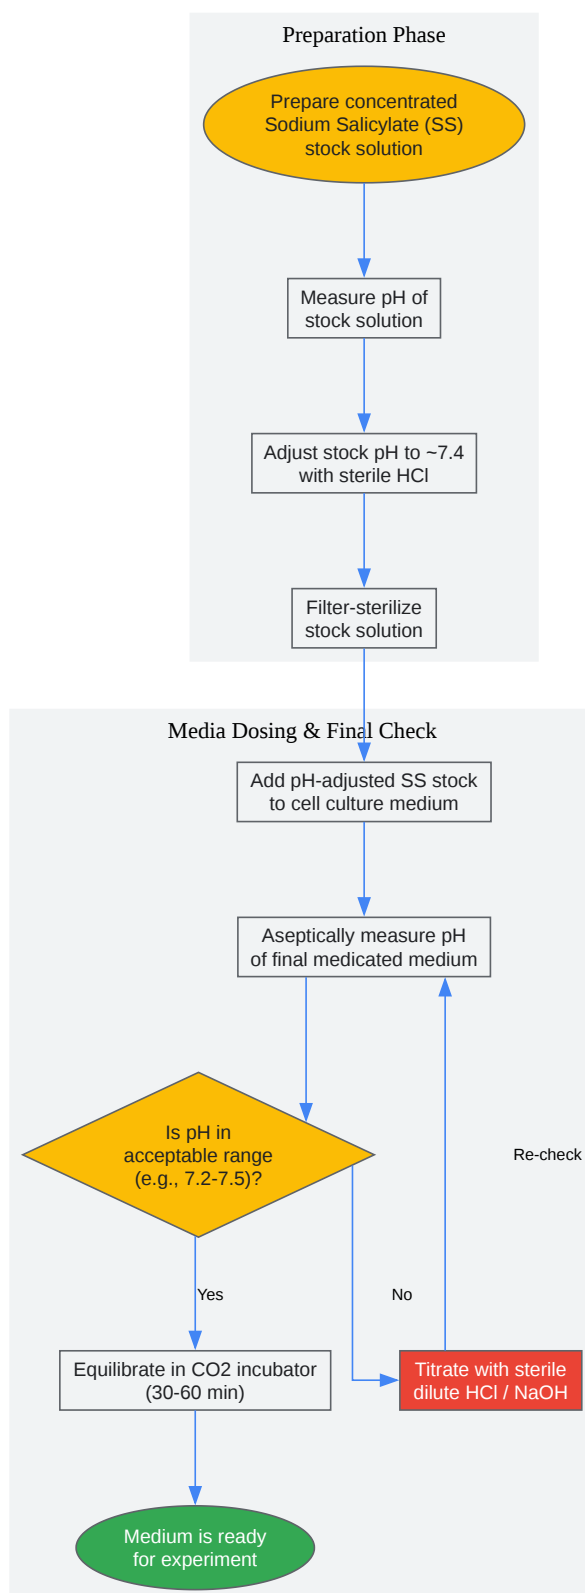 Preparation Phase
Prepare concentrated
Sodium Salicylate (SS)
stock solution
Measure pH of
stock solution
Adjust stock pH to ~7.4
with sterile HCl
Filter-sterilize
stock solution
Media Dosing & Final Check
Add pH-adjusted SS stock
to cell culture medium
Aseptically measure pH
of final medicated medium
Is pH in
acceptable range
(e.g., 7.2-7.5)?
Re-check
Yes
No
Equilibrate in CO2 incubator
(30-60 min)
Titrate with sterile
dilute HCl / NaOH
Medium is ready
for experiment